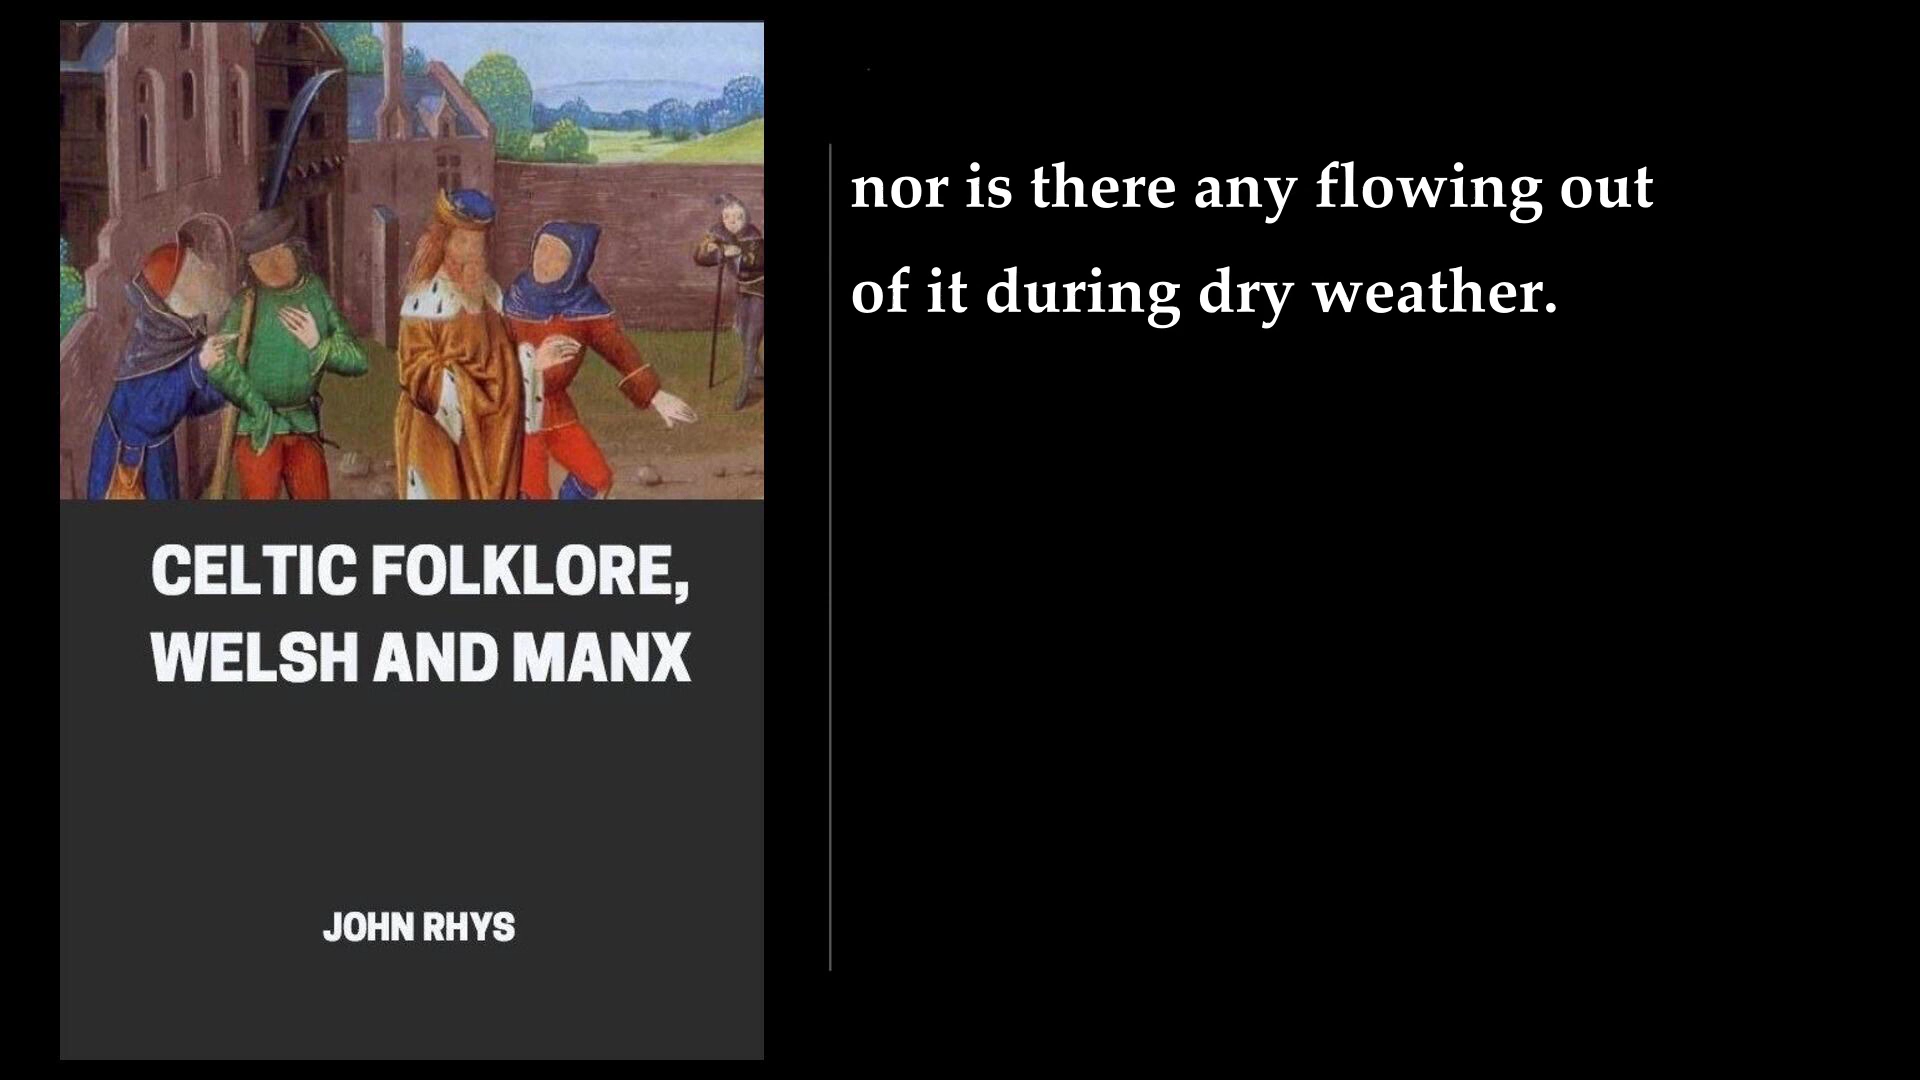 CELTIC FOLKLORE,
WELSH AND MANX
JOHN RHYS
nor is there any flowing out
of it during dry weather.